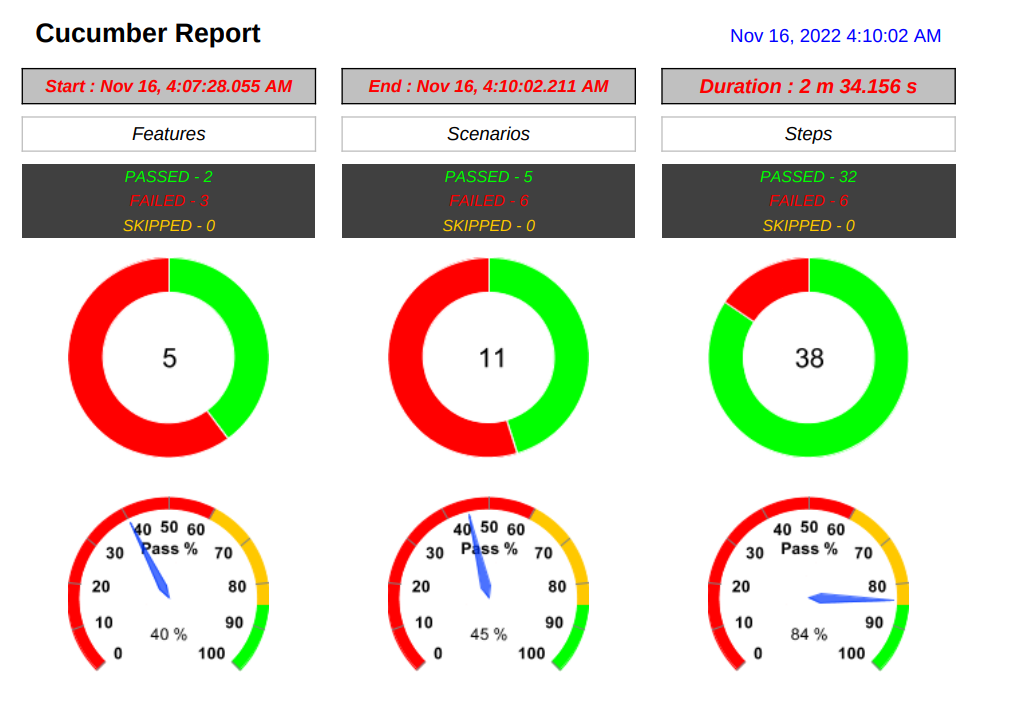 Cucumber Report
Nov 16, 2022 4:10:02 AM
Start : Nov 16, 4:07:28.055 AM
End : Nov 16, 4:10:02.211 AM
Duration : 2 m 34.156 s
Features
Scenarios
Steps
PASSED - 2
FAILED - 3
SKIPPED - 0
PASSED - 5
FAILED - 6
SKIPPED - 0
PASSED - 32
FAILED - 6
SKIPPED - 0
5
11
38
0 10 20 30 40 50 60 70 80 90 100
Pass %
40 %
0 10 20 30 40 50 60 70 80 90 100
Pass %
45 %
0 10 20 30 40 50 60 70 80 90 100
Pass %
84 %